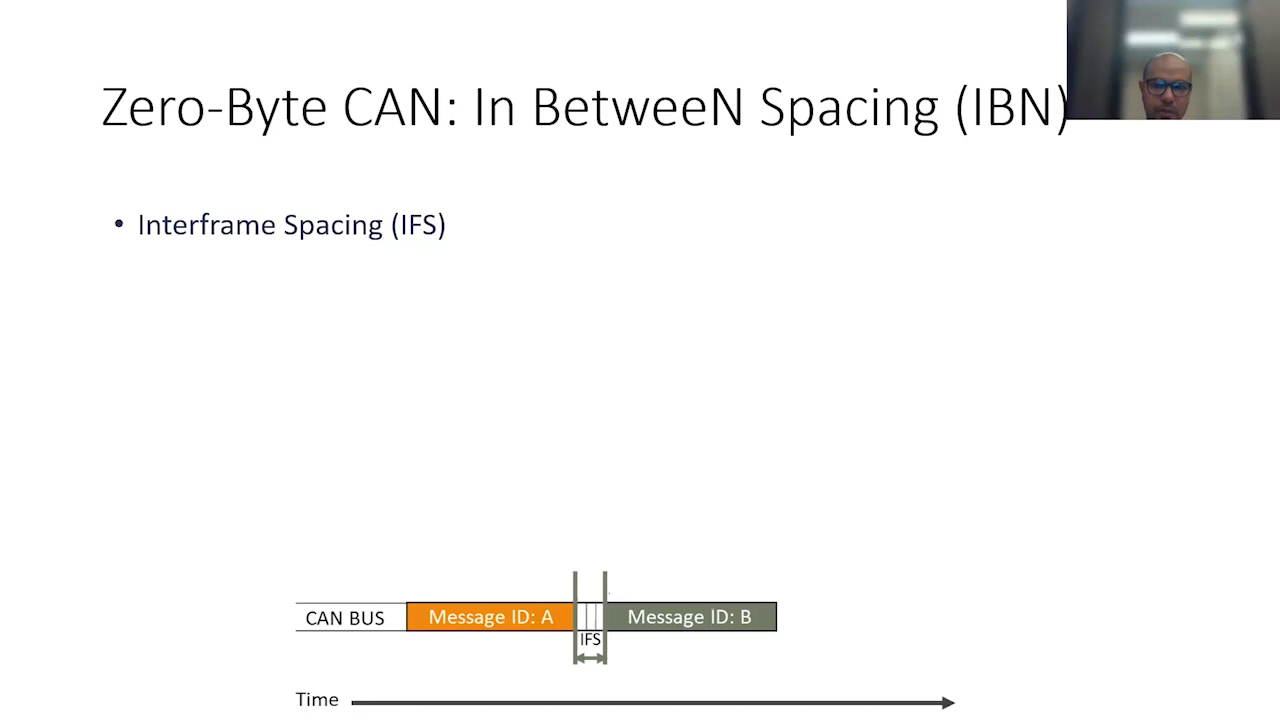 Zero-Byte CAN: In BetweeN Spacing (IBN)
• Interframe Spacing (IFS)
CAN BUS Message ID: A Message ID: B
IFS
Time